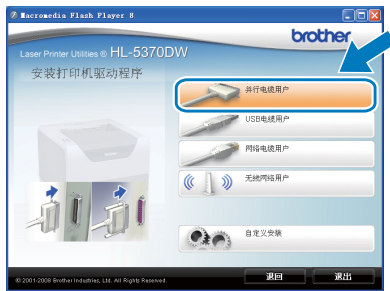 Macromedia Flash Player 8
brother
Laser Printer Utilities ® HL-5370DW
安装打印机驱动程序
并行电缆用户
USB电缆用户
网络电缆用户
无线网络用户
自定义安装
© 2001-2008 Brother Industries, Ltd. All Rights Reserved.
退回
退出